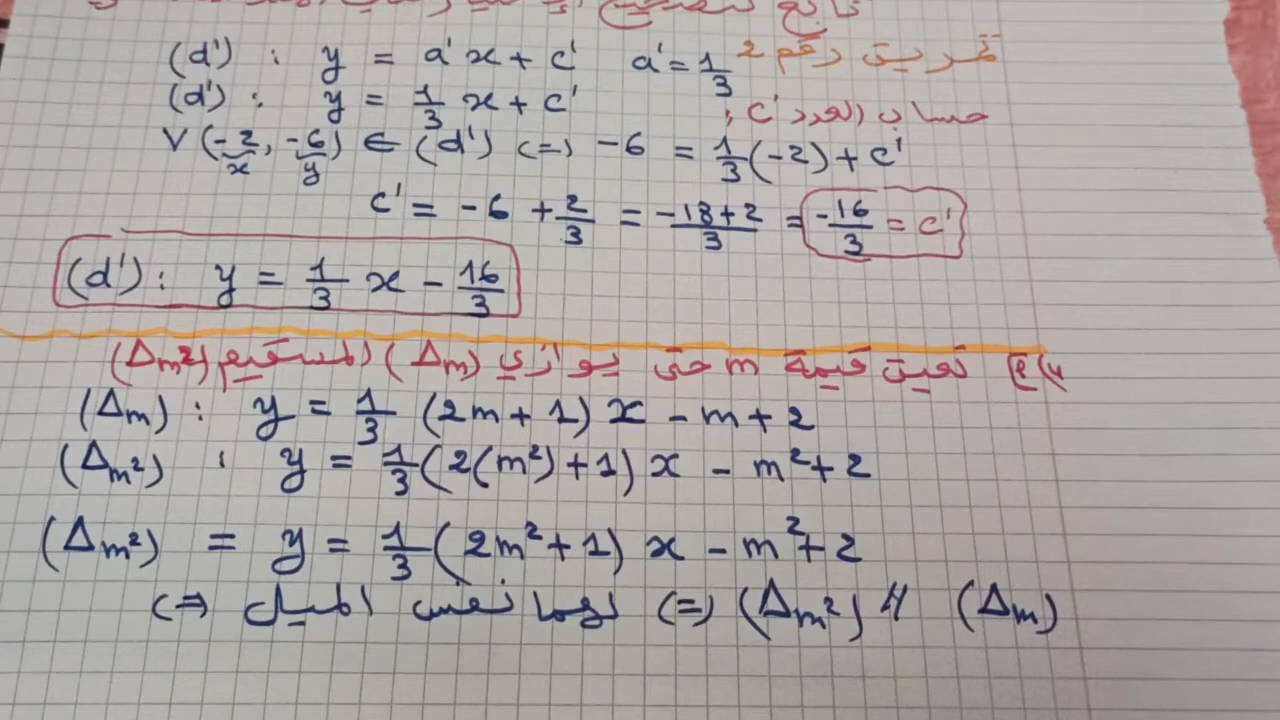 تابع
(d') : y = a'x + c' a' = 1/3 تمرين رقم 2
(d') : y = 1/3 x + c' حساب العدد c' :
V (-2, -6) ∈ (d') (=) -6 = 1/3 (-2) + c'
x y
c' = -6 + 2/3 = -18+2/3 = -16/3 = c'
(d') : y = 1/3 x - 16/3
4) ج) تعيين قيمة m حتى يوازي (Δm) المستقيم (Δm²)
(Δm) : y = 1/3 (2m + 1) x - m + 2
(Δm²) : y = 1/3 (2(m²) + 1) x - m² + 2
(Δm²) = y = 1/3 (2m² + 1) x - m² + 2
(Δm) // (Δm²) (=) لهما نفس الميل (=)